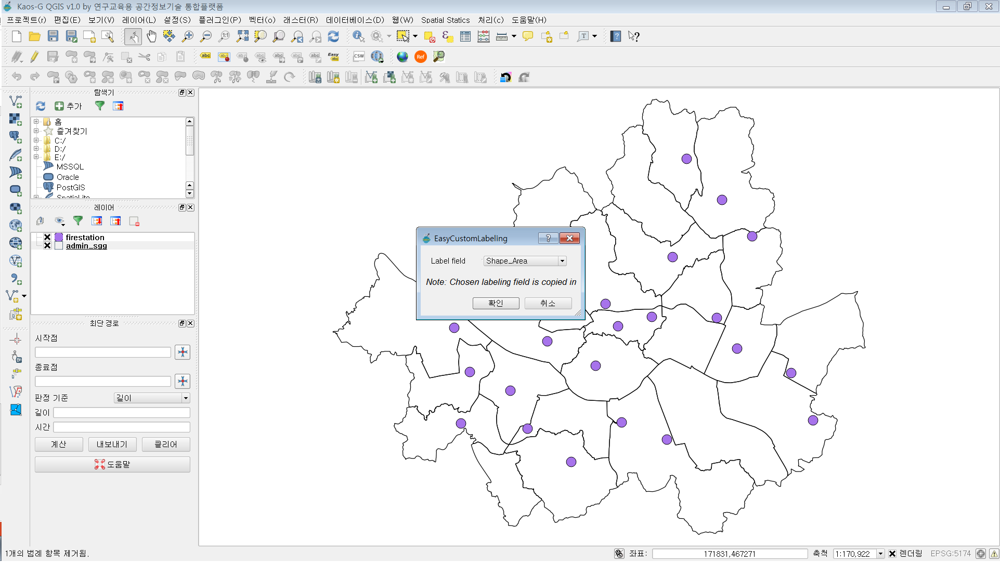 Kaos-G QGIS v1.0 by 연구교육용 공간정보기술 통합플랫폼
프로젝트(r) 편집(E) 보기(V) 레이어(L) 설정(S) 플러그인(P) 벡터(o) 래스터(R) 데이터베이스(D) 웹(W) Spatial Statics 처리(c) 도움말(H)
1:1 T ? ?
abc ab abc Easy abc CSW Ref
탐색기
추가
홈
즐겨찾기
C:/
D:/
E:/
MSSQL
Oracle
PostGIS
SpatiaLite
레이어
firestation
admin_sgg
최단 경로
시작점
종료점
판정 기준 길이
길이
시간
계산 내보내기 클리어
도움말
EasyCustomLabeling
Label field Shape_Area
Note: Chosen labeling field is copied in
확인 취소
1개의 범례 항목 제거됨. 좌표: 171831,467271 축척 1:170,922 렌더링 EPSG:5174